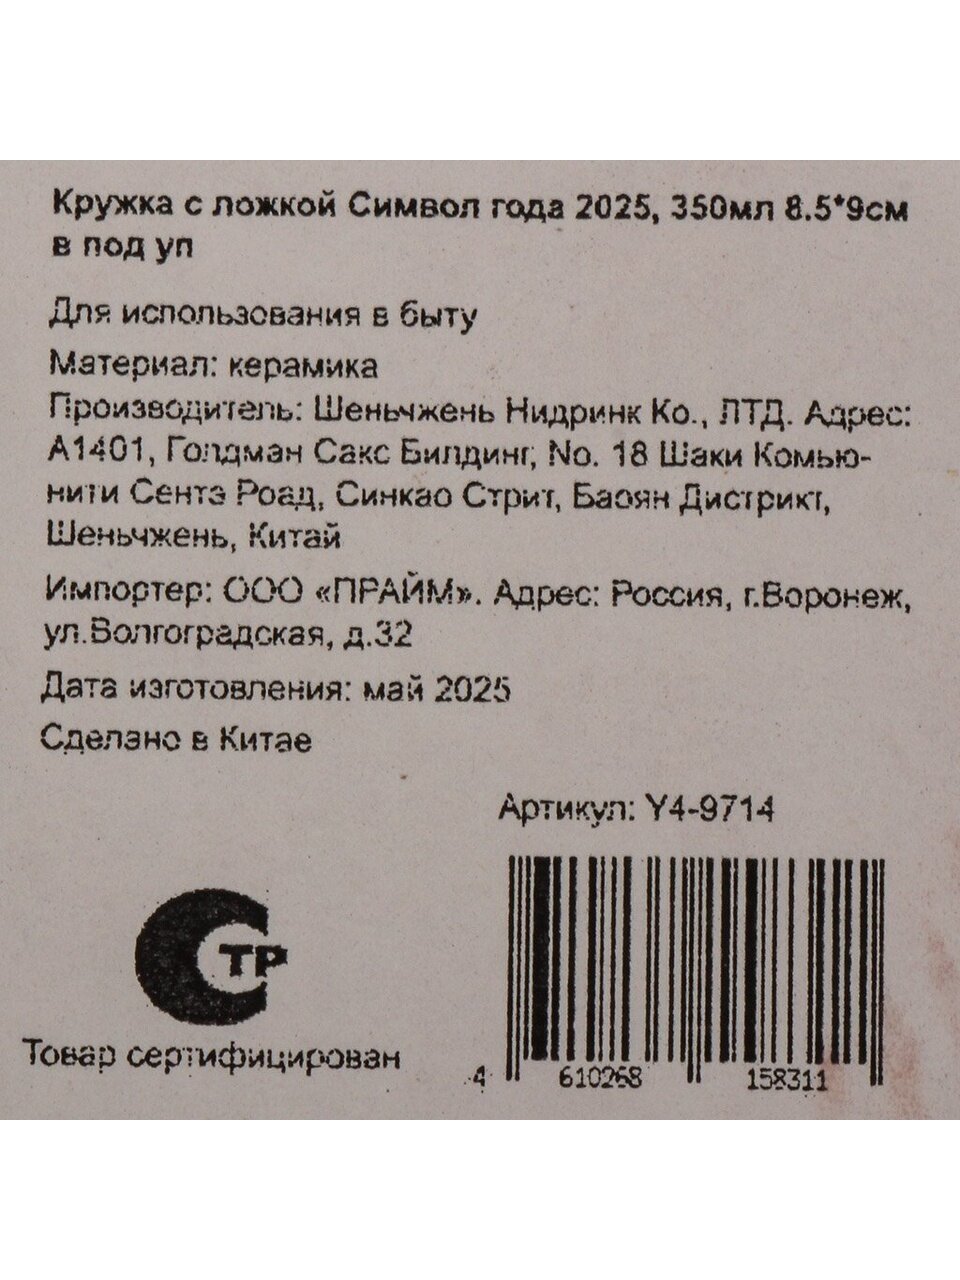 Кружка с ложкой Символ года 2025, 350мл 8.5*9см
в под уп
Для использования в быту
Материал: керамика
Производитель: Шеньчжень Нидринк Ко., ЛТД. Адрес:
А1401, Голдман Сакс Билдинг, No. 18 Шаки Комью-
нити Сентэ Роад, Синкао Стрит, Баоян Дистрикт,
Шеньчжень, Китай
Импортер: ООО «ПРАЙМ». Адрес: Россия, г.Воронеж,
ул.Волгоградская, д.32
Дата изготовления: май 2025
Сделано в Китае
Артикул: Y4-9714
ТР
Товар сертифицирован
4 610268 158311